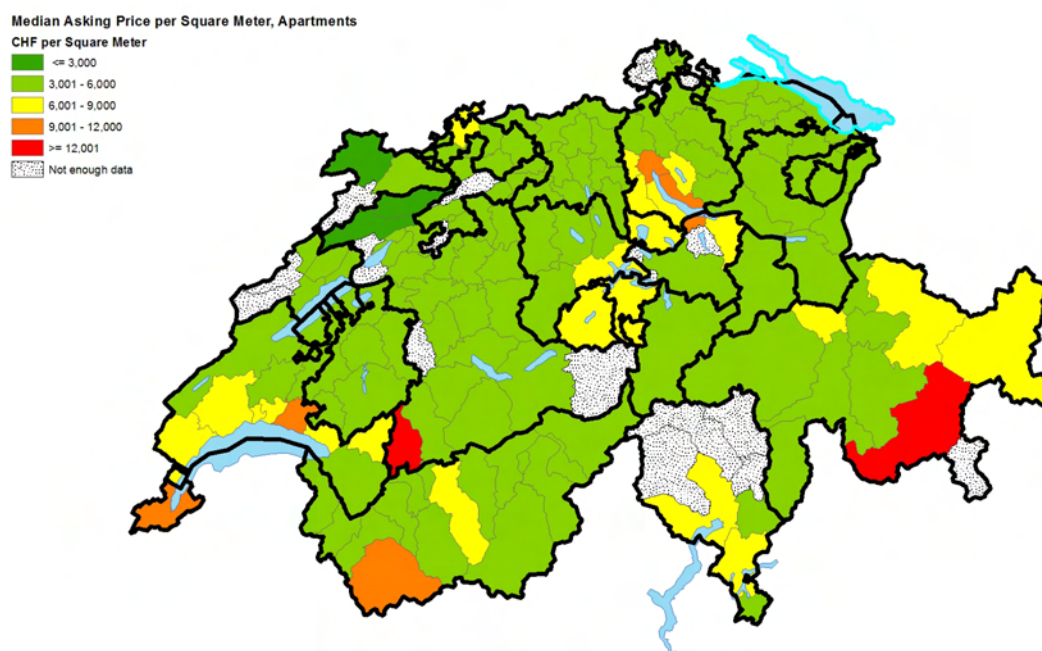 Median Asking Price per Square Meter, Apartments
CHF per Square Meter
<= 3,000
3,001 - 6,000
6,001 - 9,000
9,001 - 12,000
>= 12,001
Not enough data